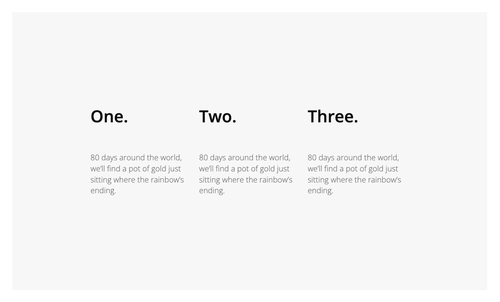 One.
80 days around the world,
we'll find a pot of gold just
sitting where the rainbow's
ending.
Two.
80 days around the world,
we'll find a pot of gold just
sitting where the rainbow's
ending.
Three.
80 days around the world,
we'll find a pot of gold just
sitting where the rainbow's
ending.